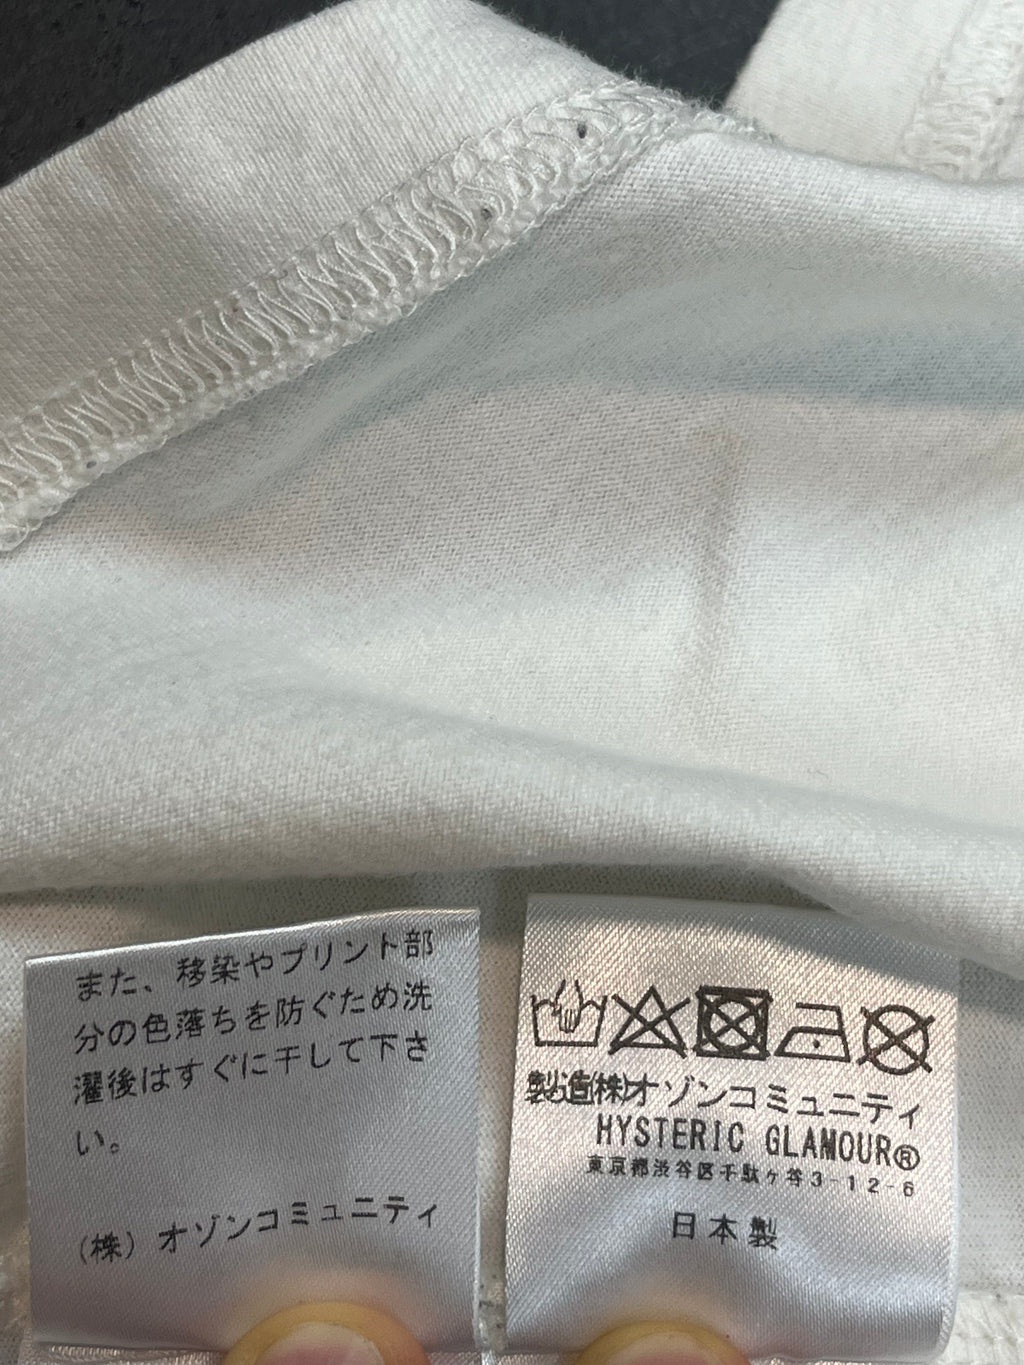 また、移染やプリント部
分の色落ちを防ぐため洗
濯後はすぐに干して下さ
い。
(株) オゾンコミュニティ
製造(株)オゾンコミュニティ
HYSTERIC GLAMOUR®
東京都渋谷区千駄ヶ谷3-12-6
日本製